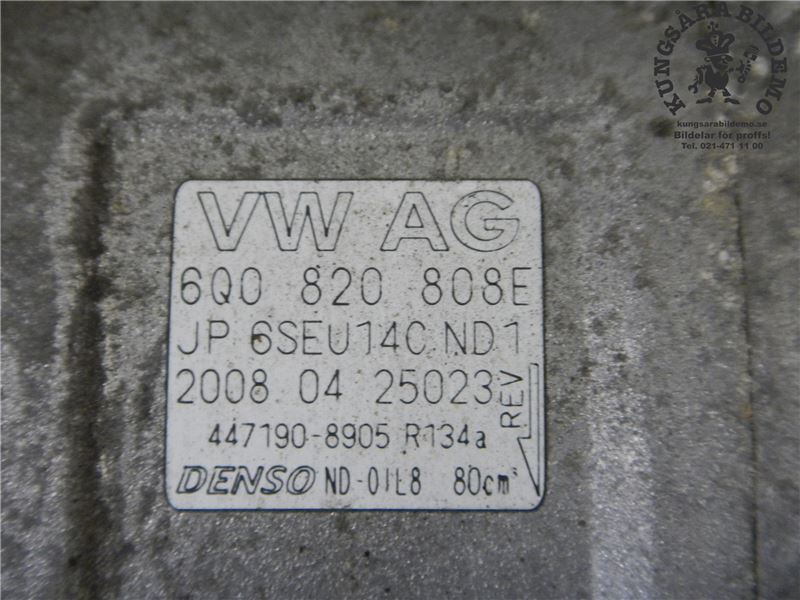 KUNGSÅRA BILDEMO
kungsarabildemo.se
Bildelar för proffs!
Tel. 021-471 11 00
VW AG
6Q0 820 808E
JP 6SEU14C ND1
2008 04 25023
REV
447190-8905 R134a
DENSO ND-OIL8 80cm³